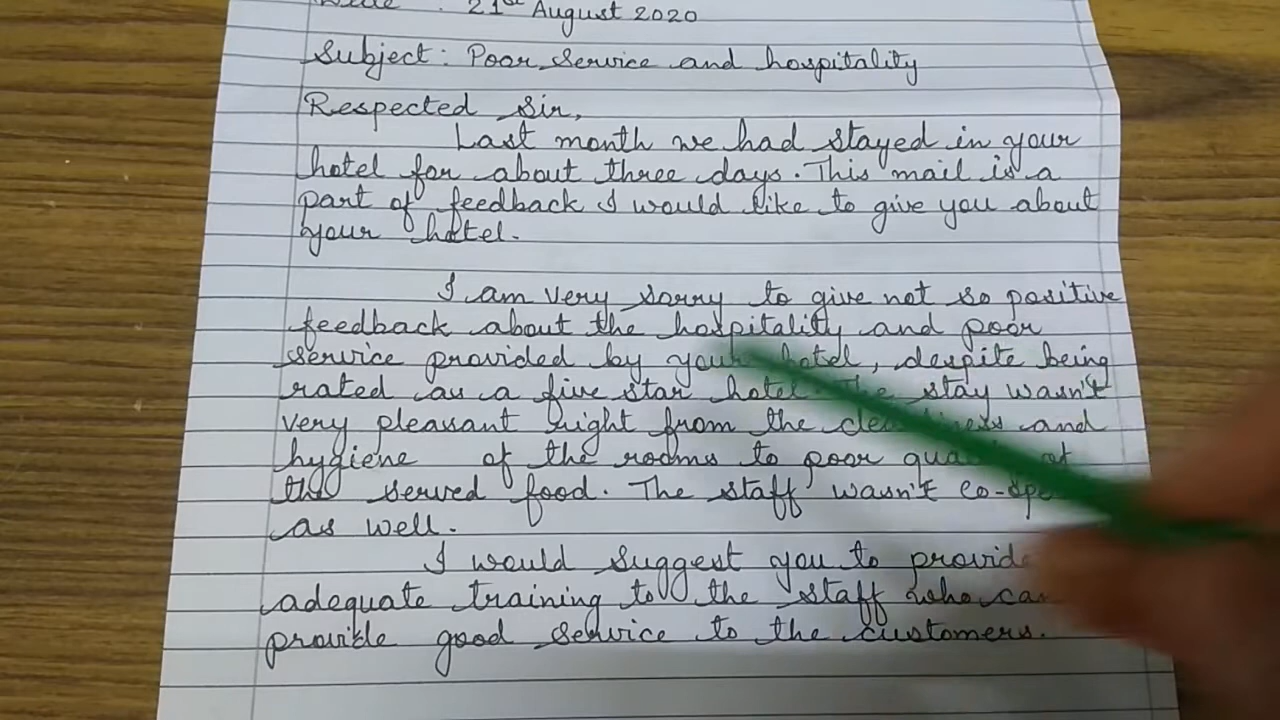 : 21st August 2020
Subject: Poor service and hospitality
Respected Sir,
Last month we had stayed in your
hotel for about three days. This mail is a
part of feedback I would like to give you about
your hotel.
I am very sorry to give not so positive
feedback about the hospitality and poor
service provided by your hotel, despite being
rated as a five star hotel. The stay wasn't
very pleasant right from the cleanliness and
hygiene of the rooms to poor quality of
the served food. The staff wasn't
as well.
I would suggest you to provide
adequate training to the staff who can
provide good service to the customers.